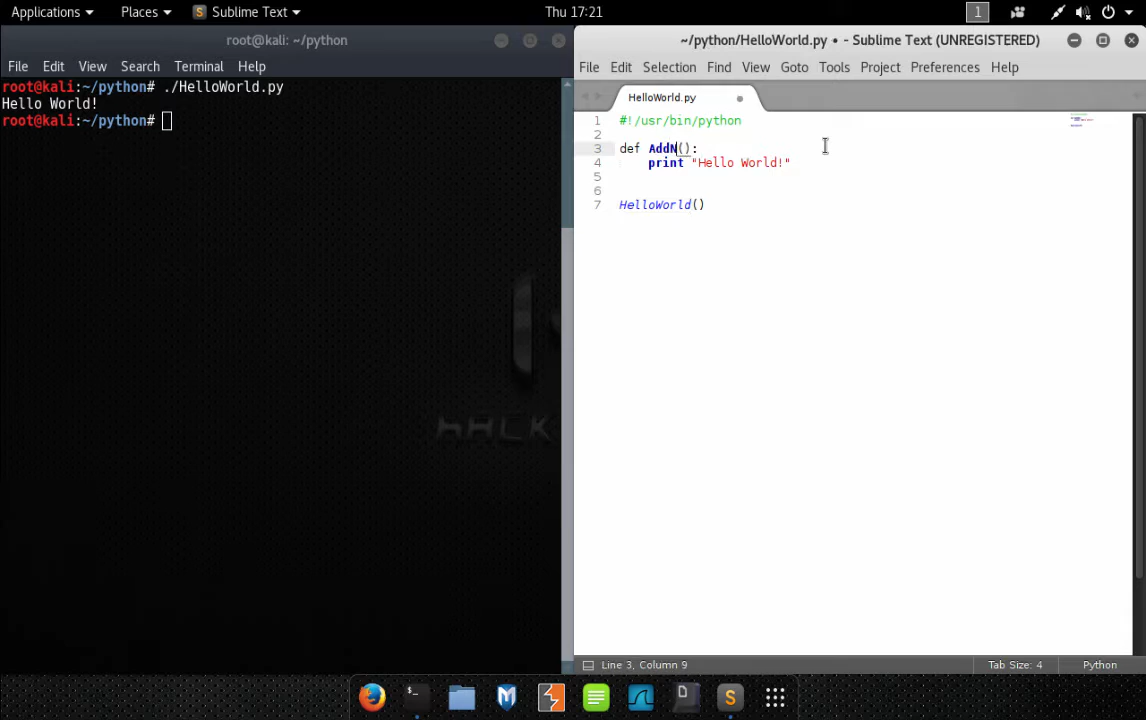 Applications Places Sublime Text Thu 17:21 1
root@kali: ~/python
File Edit View Search Terminal Help
root@kali:~/python# ./HelloWorld.py
Hello World!
root@kali:~/python#
HACK
~/python/HelloWorld.py • - Sublime Text (UNREGISTERED)
File Edit Selection Find View Goto Tools Project Preferences Help
HelloWorld.py
1 #!/usr/bin/python
2
3 def AddN():
4 print "Hello World!"
5
6
7 HelloWorld()
Line 3, Column 9 Tab Size: 4 Python